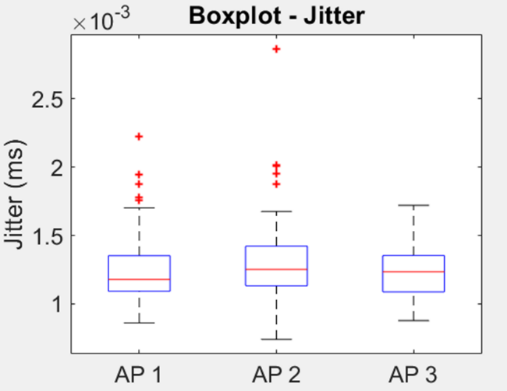 ×10⁻³
Boxplot - Jitter
Jitter (ms)
2.5
2
1.5
1
AP 1
AP 2
AP 3